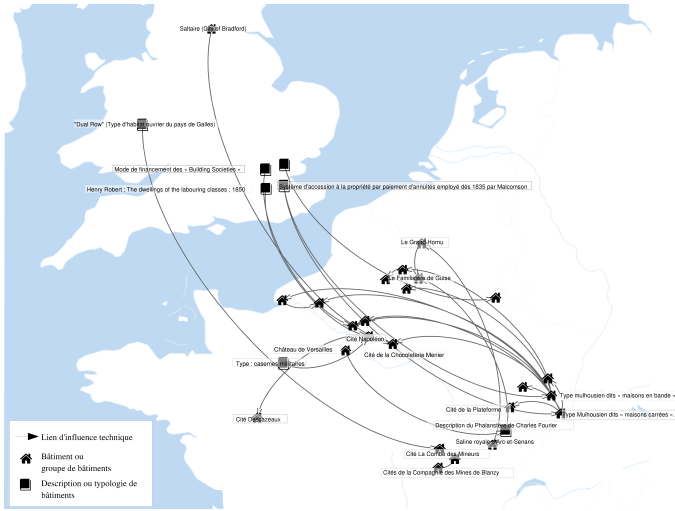 Saltaire (City of Bradford)
"Dual Row" (Type d'habitat ouvrier du pays de Galles)
Mode de financement des « Building Societies »
Henry Robert ; The dwellings of the labouring classes ; 1850
Système d'accession à la propriété par paiement d'annuités employé dès 1835 par Malcomson
Le Grand-Hornu
Le Familistère de Guise
Cité Napoléon
Château de Versailles
Cité de la Chocolaterie Menier
Type : casernes militaires
Type mulhousien dits « maisons en bande »
Cité de la Plateforme
Type Mulhousien dits « maisons carrées »
Cité Dargazeaux
Description du Phalanstère de Charles Fourier
Saline royale d'Arc-et-Senans
Cité La Combe des Mineurs
Cités de la Compagnie des Mines de Blanzy
Lien d'influence technique
Bâtiment ou
groupe de bâtiments
Description ou typologie de
bâtiments